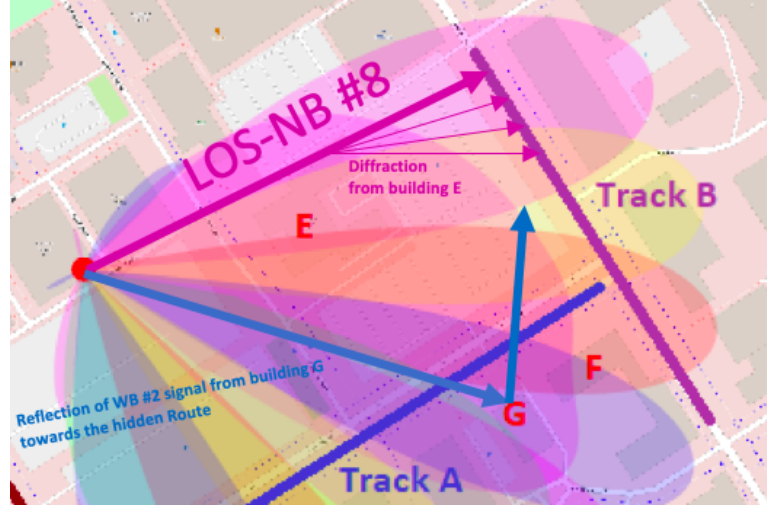 LOS-NB #8
Diffraction
from building E
Track B
E
F
Reflection of WB #2 signal from building G
towards the hidden Route
G
Track A